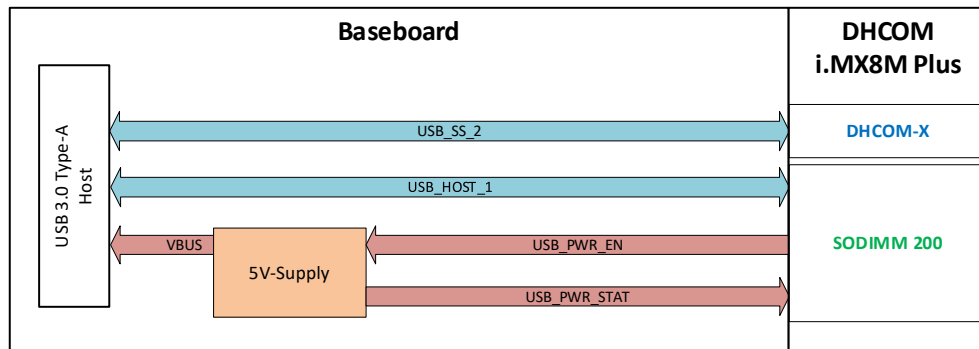 Baseboard
DHCOM
i.MX8M Plus
USB 3.0 Type-A
Host
USB_SS_2
DHCOM-X
USB_HOST_1
VBUS
USB_PWR_EN
SODIMM 200
5V-Supply
USB_PWR_STAT